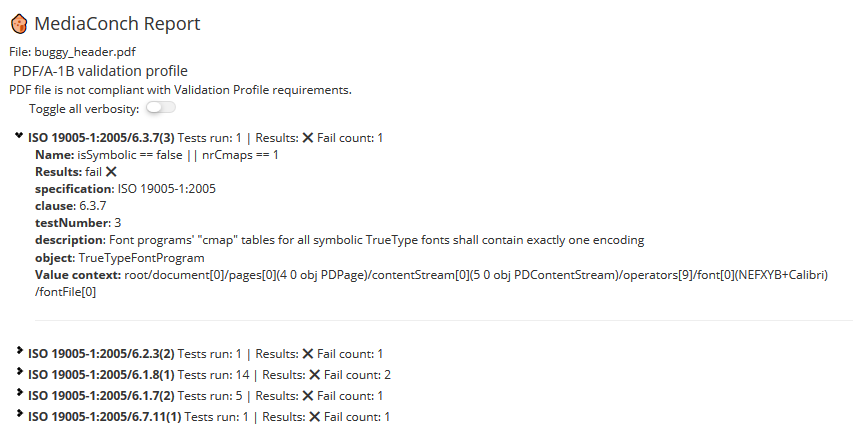 MediaConch Report
File: buggy_header.pdf
PDF/A-1B validation profile
PDF file is not compliant with Validation Profile requirements.
Toggle all verbosity:
ISO 19005-1:2005/6.3.7(3) Tests run: 1 | Results: ✕ Fail count: 1
Name: isSymbolic == false || nrCmaps == 1
Results: fail ✕
specification: ISO 19005-1:2005
clause: 6.3.7
testNumber: 3
description: Font programs' "cmap" tables for all symbolic TrueType fonts shall contain exactly one encoding
object: TrueTypeFontProgram
Value context: root/document[0]/pages[0](4 0 obj PDPage)/contentStream[0](5 0 obj PDContentStream)/operators[9]/font[0](NEFXYB+Calibri)
/fontFile[0]
ISO 19005-1:2005/6.2.3(2) Tests run: 1 | Results: ✕ Fail count: 1
ISO 19005-1:2005/6.1.8(1) Tests run: 14 | Results: ✕ Fail count: 2
ISO 19005-1:2005/6.1.7(2) Tests run: 5 | Results: ✕ Fail count: 1
ISO 19005-1:2005/6.7.11(1) Tests run: 1 | Results: ✕ Fail count: 1